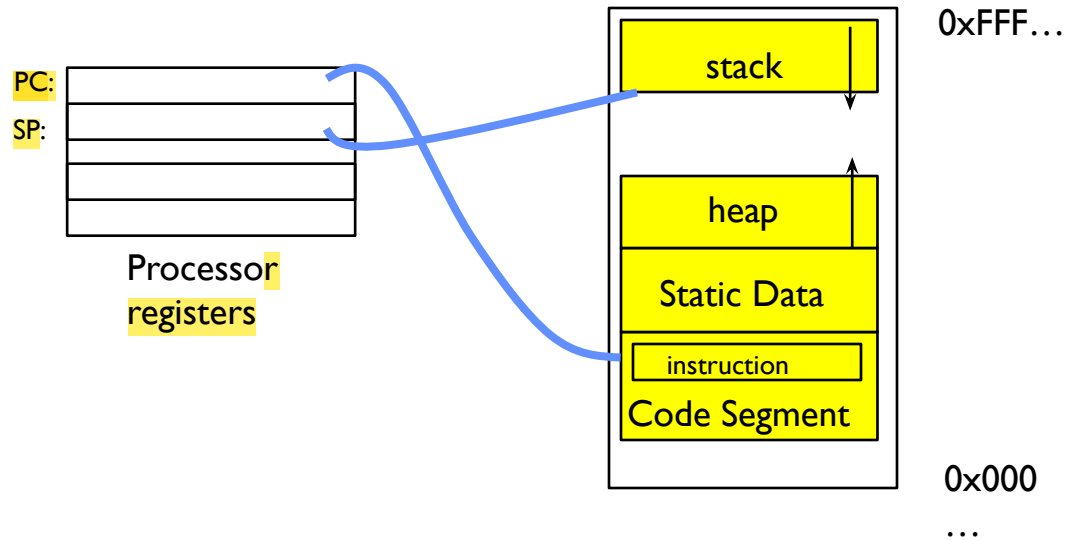 0xFFF…
stack
PC:
SP:
heap
Processor
registers
Static Data
instruction
Code Segment
0x000
…